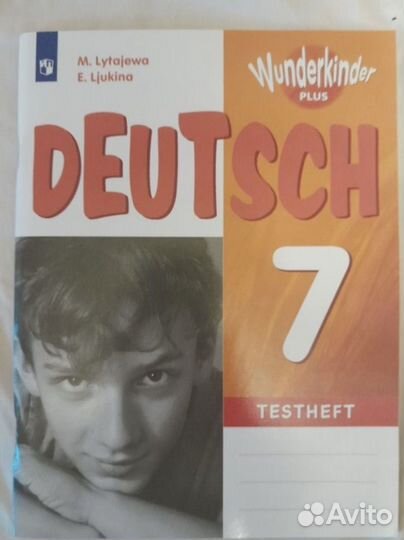 M. Lytajewa
E. Ljukina
Wunderkinder
PLUS
DEUTSCH
7
TESTHEFT
Avito